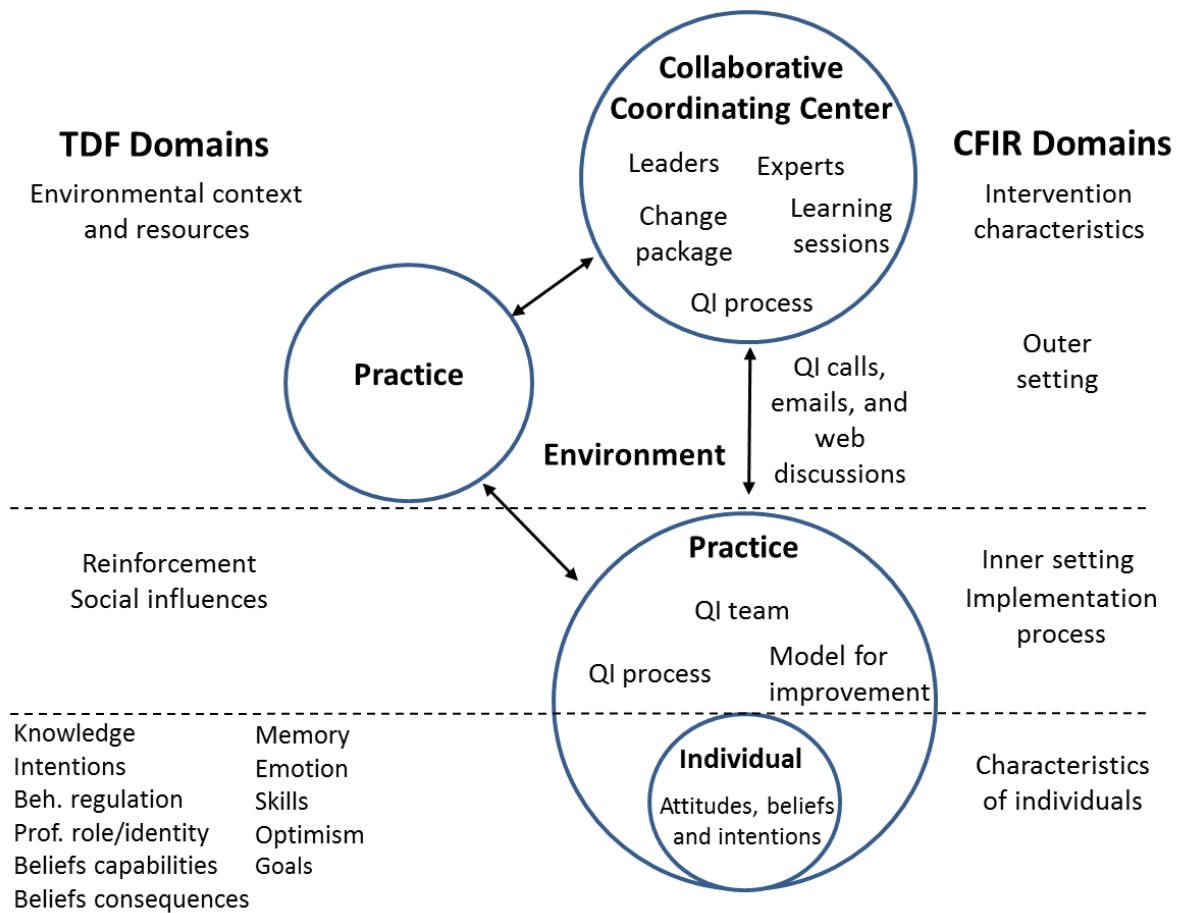 Collaborative
Coordinating Center
Leaders
Experts
Change
package
Learning
sessions
QI process
TDF Domains
Environmental context
and resources
CFIR Domains
Intervention
characteristics
Outer
setting
Practice
Environment
QI calls,
emails, and
web
discussions
Reinforcement
Social influences
Practice
QI team
QI process
Model for
improvement
Inner setting
Implementation
process
Knowledge
Intentions
Beh. regulation
Prof. role/identity
Beliefs capabilities
Beliefs consequences
Memory
Emotion
Skills
Optimism
Goals
Individual
Attitudes, beliefs
and intentions
Characteristics
of individuals